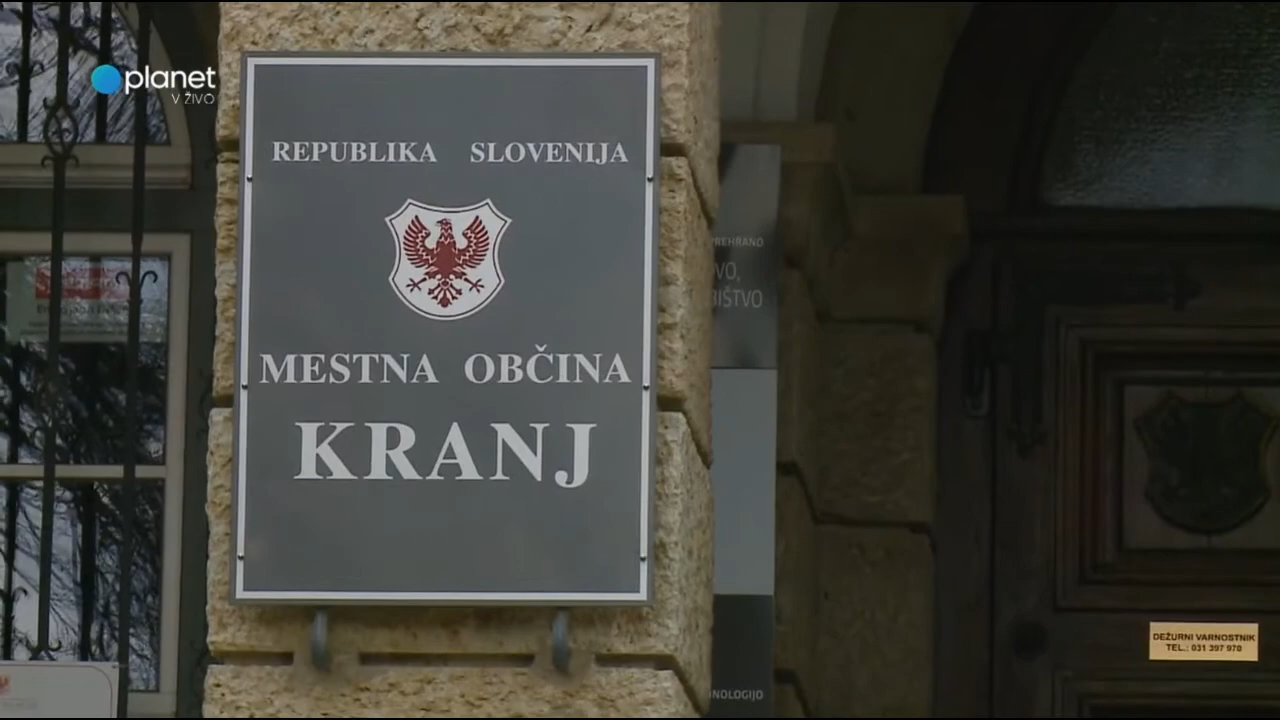 planet
V ŽIVO
REPUBLIKA SLOVENIJA
MESTNA OBČINA
KRANJ
DEŽURNI VARNOSTNIK
TEL.: 031 397 970